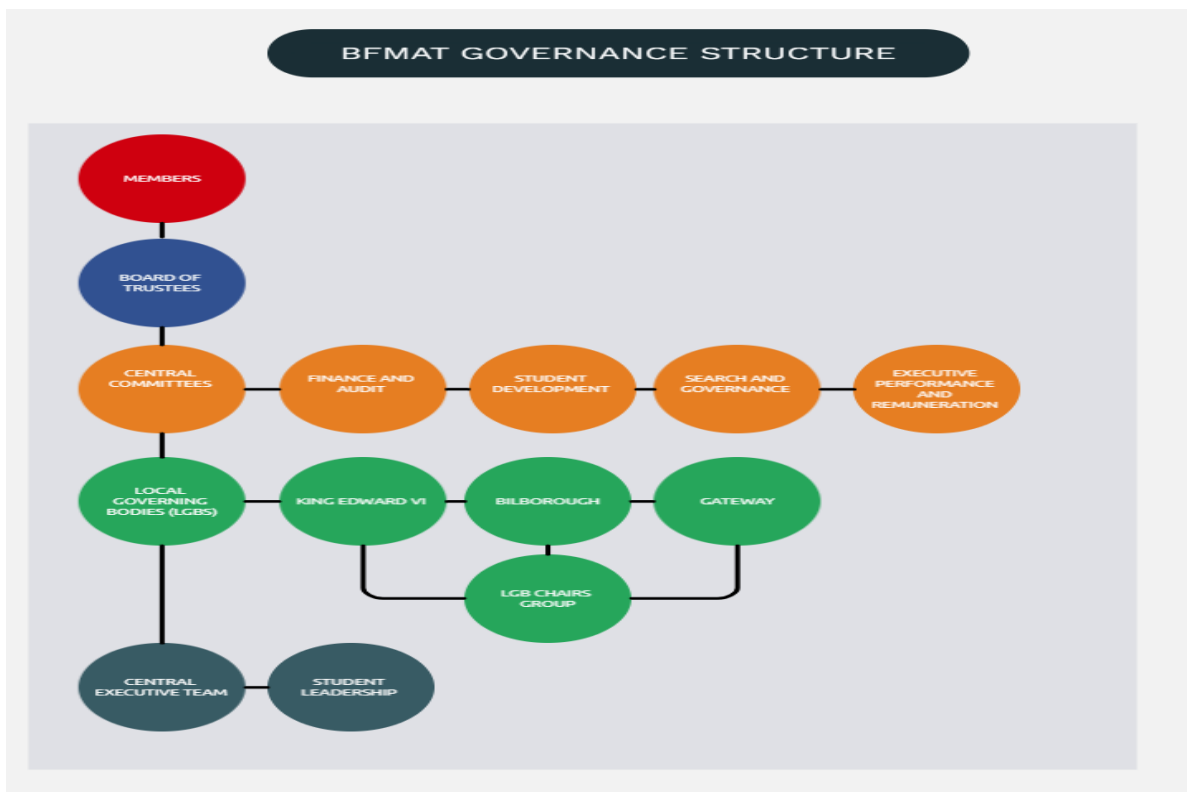 BFMAT GOVERNANCE STRUCTURE
MEMBERS
BOARD OF
TRUSTEES
CENTRAL
COMMITTEES
FINANCE AND
AUDIT
STUDENT
DEVELOPMENT
SEARCH AND
GOVERNANCE
EXECUTIVE
PERFORMANCE
AND
REMUNERATION
LOCAL
GOVERNING
BODIES (LGBS)
KING EDWARD VI
BILBOROUGH
GATEWAY
LGB CHAIRS
GROUP
CENTRAL
EXECUTIVE TEAM
STUDENT
LEADERSHIP